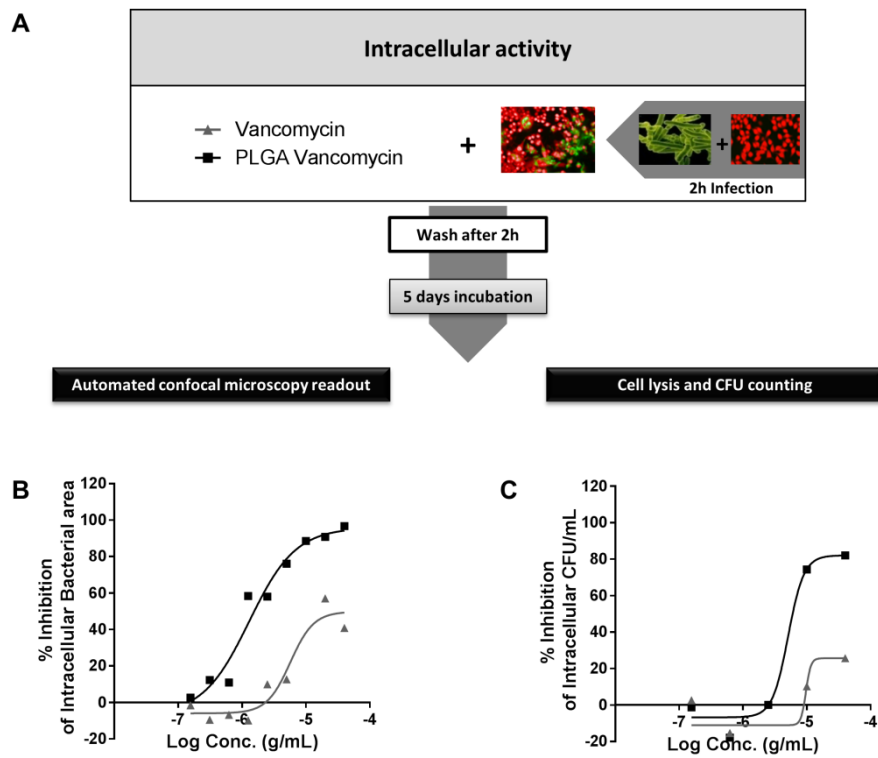 A
Intracellular activity
Vancomycin
PLGA Vancomycin
+
+
2h Infection
Wash after 2h
5 days incubation
Automated confocal microscopy readout
Cell lysis and CFU counting
B
% Inhibition
of Intracellular Bacterial area
120
100
80
60
40
20
0
-20
-7
-6
-5
-4
Log Conc. (g/mL)
C
% Inhibition
of Intracellular CFU/mL
120
100
80
60
40
20
0
-20
-7
-6
-5
-4
Log Conc. (g/mL)